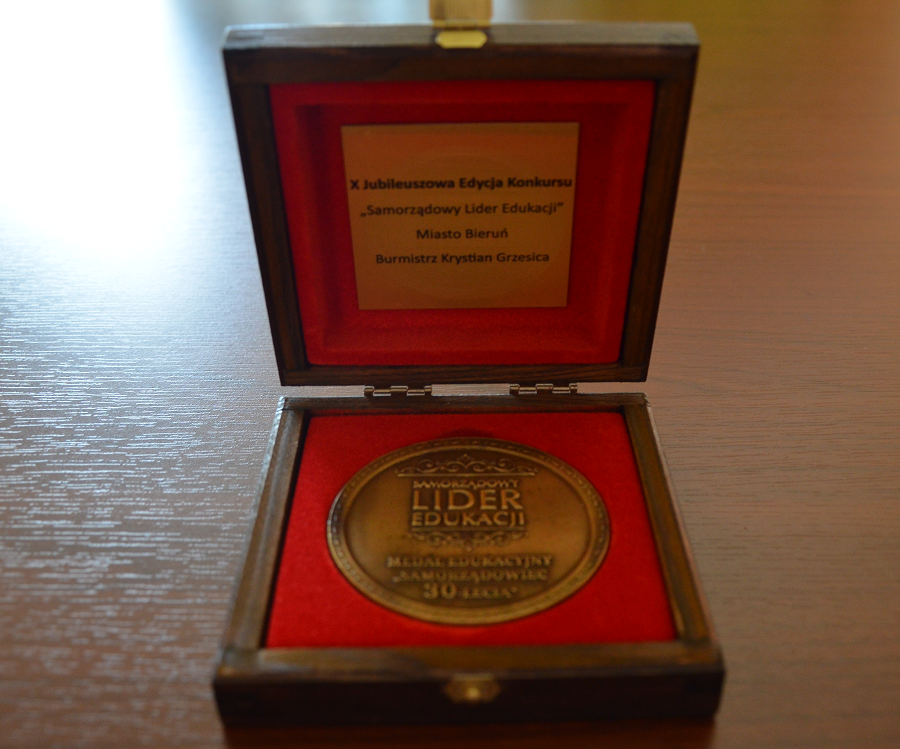 X Jubileuszowa Edycja Konkursu
„Samorządowy Lider Edukacji”
Miasto Bieruń
Burmistrz Krystian Grzesica
SAMORZĄDOWY
LIDER
EDUKACJI
MEDAL EDUKACYJNY
„SAMORZĄDOWIEC
30-LECIA”